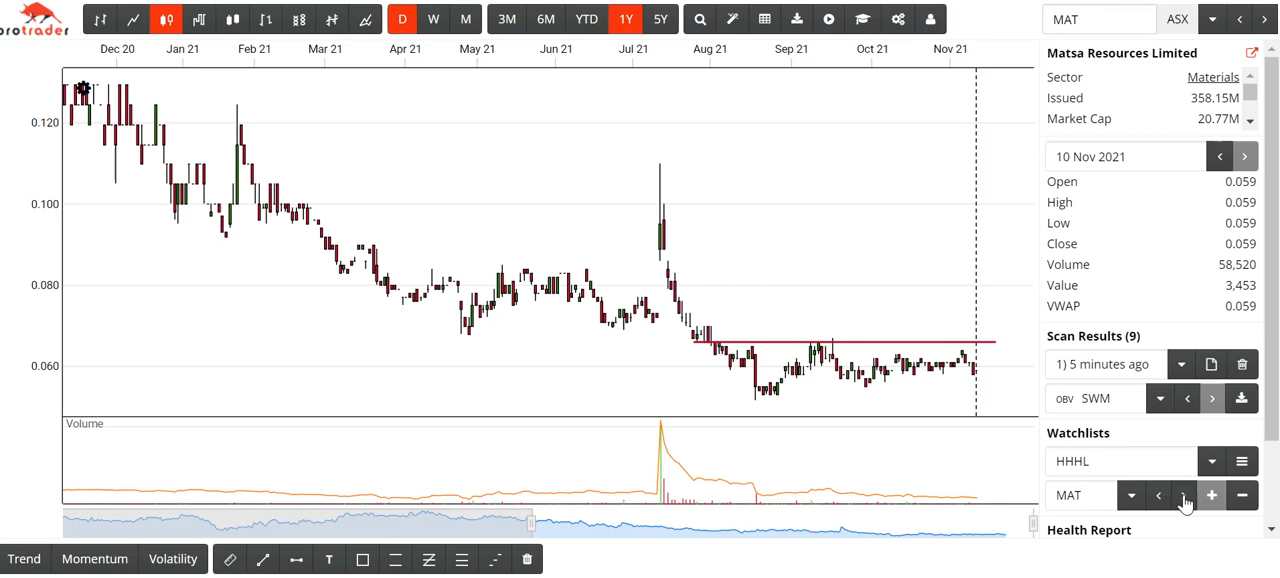 protrader
D W M 3M 6M YTD 1Y 5Y
MAT ASX
Dec 20 Jan 21 Feb 21 Mar 21 Apr 21 May 21 Jun 21 Jul 21 Aug 21 Sep 21 Oct 21 Nov 21
0.120
0.100
0.080
0.060
Volume
Matsa Resources Limited
Sector Materials
Issued 358.15M
Market Cap 20.77M
10 Nov 2021
Open 0.059
High 0.059
Low 0.059
Close 0.059
Volume 58,520
Value 3,453
VWAP 0.059
Scan Results (9)
1) 5 minutes ago
OBV SWM
Watchlists
HHHL
MAT
Health Report
Trend Momentum Volatility T